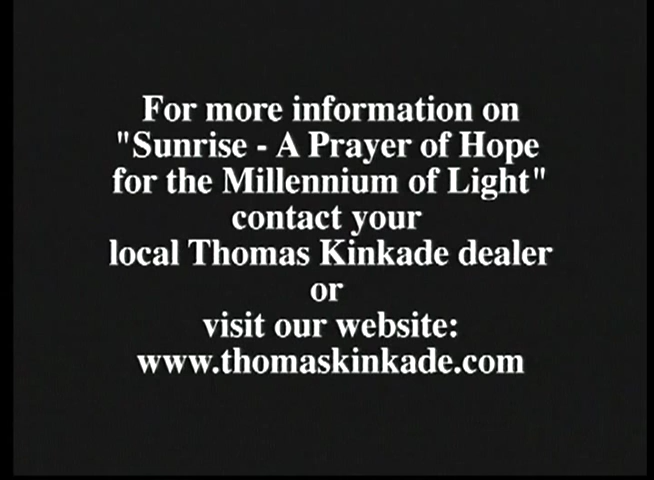 For more information on
"Sunrise - A Prayer of Hope
for the Millennium of Light"
contact your
local Thomas Kinkade dealer
or
visit our website:
www.thomaskinkade.com